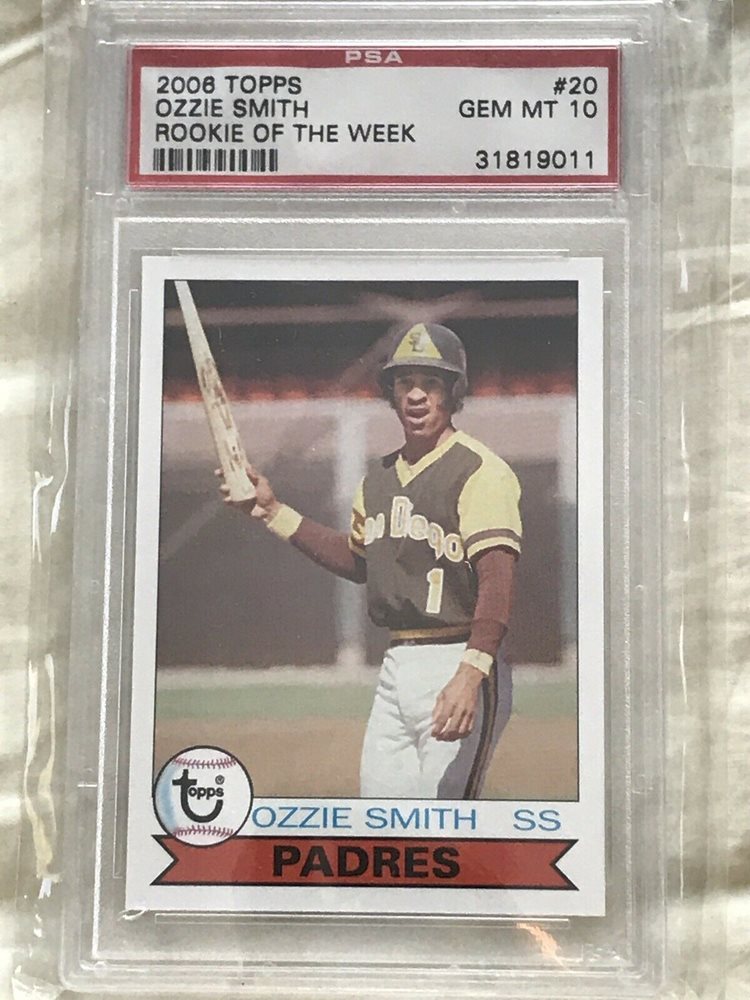 PSA
2006 TOPPS #20
OZZIE SMITH GEM MT 10
ROOKIE OF THE WEEK
31819011
San Diego
1
Topps®
OZZIE SMITH SS
PADRES